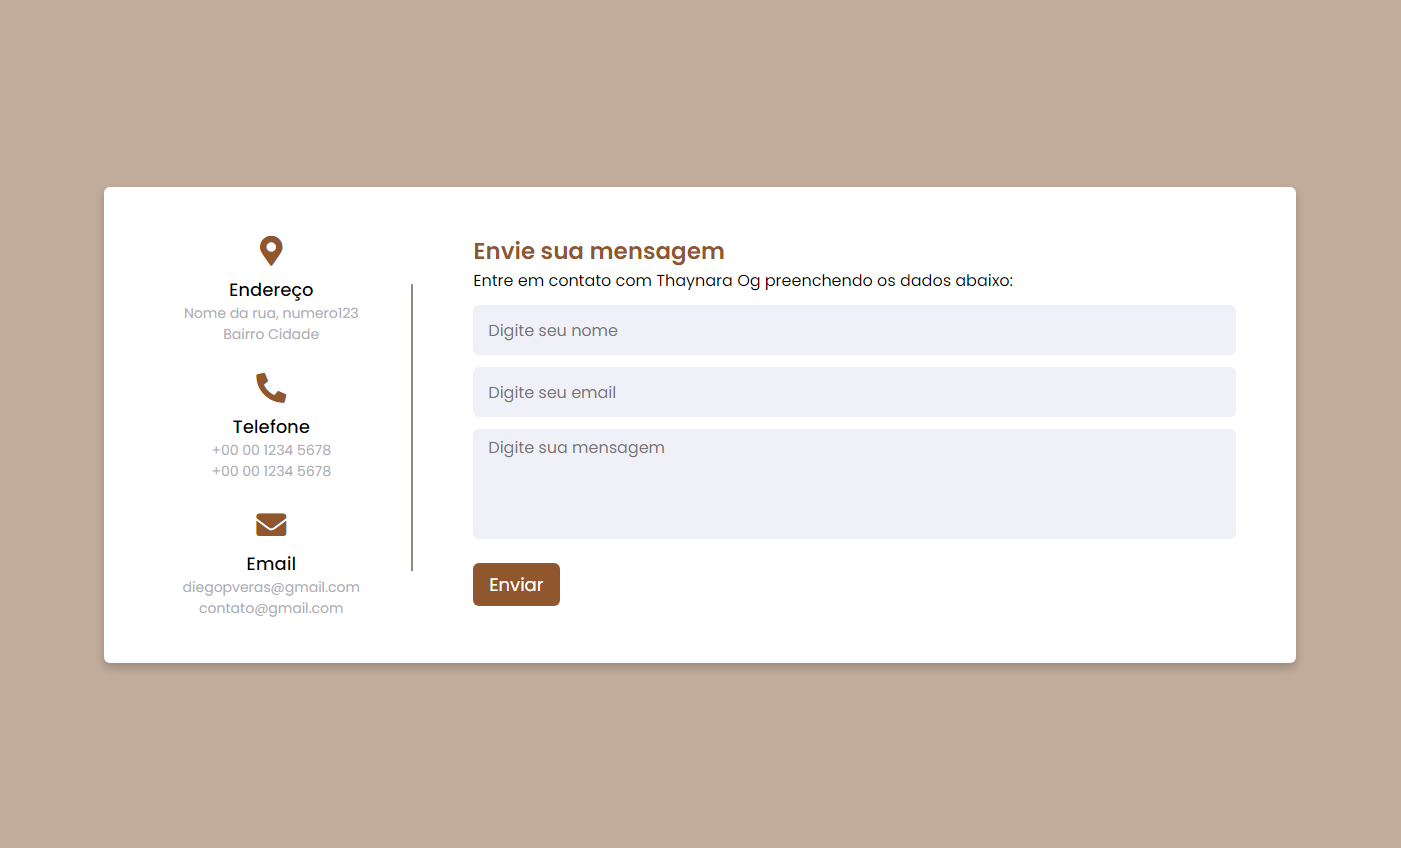 Endereço
Nome da rua, numero123
Bairro Cidade
Telefone
+00 00 1234 5678
+00 00 1234 5678
Email
diegopveras@gmail.com
contato@gmail.com
Envie sua mensagem
Entre em contato com Thaynara Og preenchendo os dados abaixo:
Digite seu nome
Digite seu email
Digite sua mensagem
Enviar